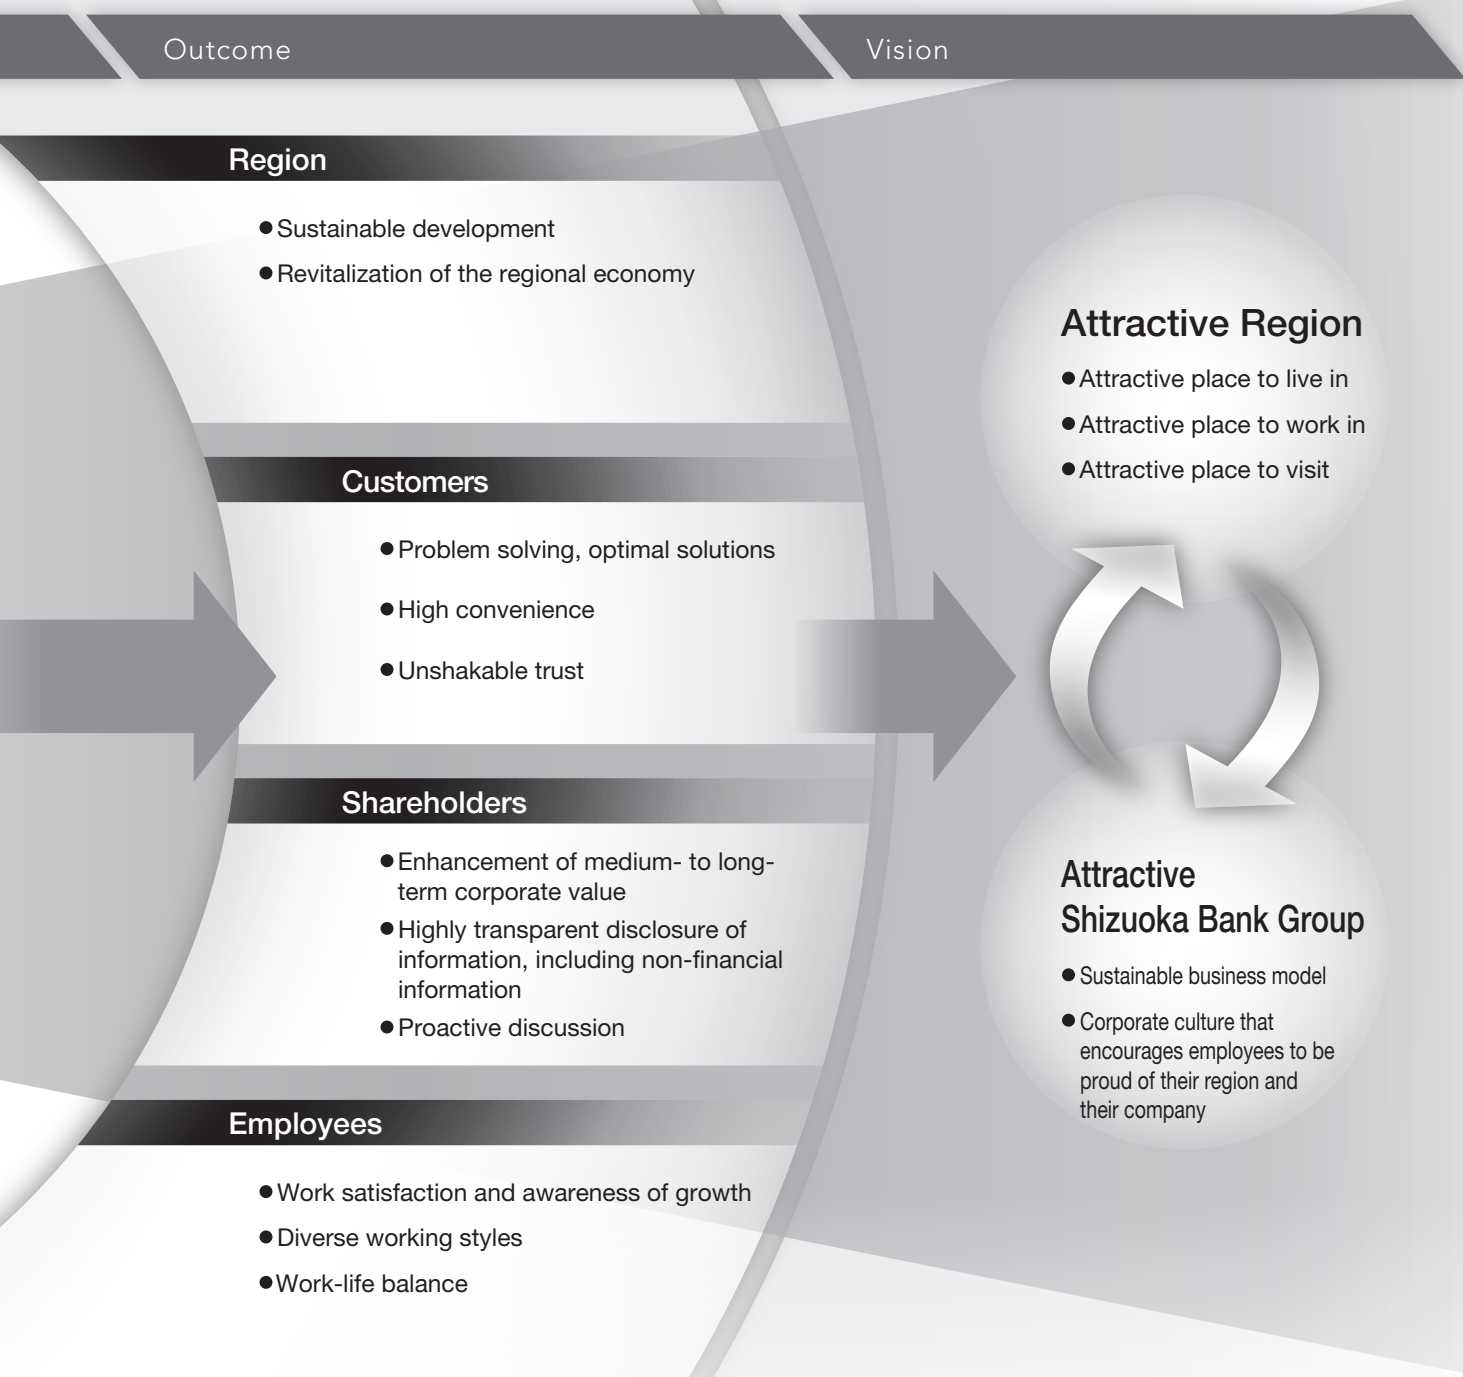 Outcome
Vision
Region
●Sustainable development
●Revitalization of the regional economy
Customers
●Problem solving, optimal solutions
●High convenience
●Unshakable trust
Shareholders
●Enhancement of medium- to long-
term corporate value
●Highly transparent disclosure of
information, including non-financial
information
●Proactive discussion
Employees
●Work satisfaction and awareness of growth
●Diverse working styles
●Work-life balance
Attractive Region
●Attractive place to live in
●Attractive place to work in
●Attractive place to visit
Attractive
Shizuoka Bank Group
●Sustainable business model
●Corporate culture that
encourages employees to be
proud of their region and
their company